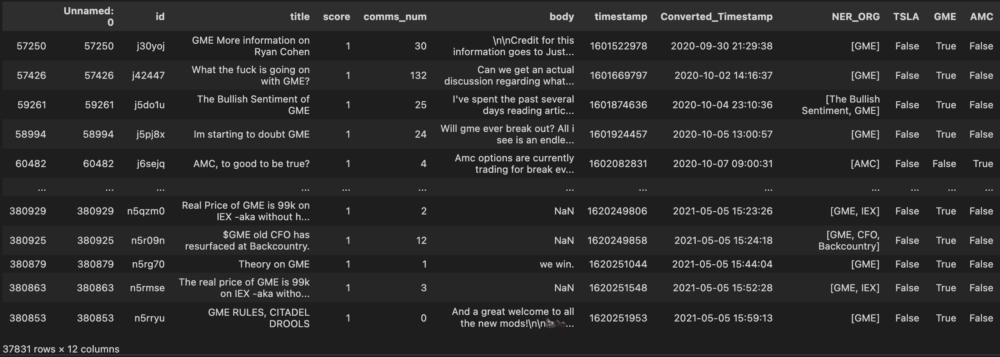 Unnamed: 0 id title score comms_num body timestamp Converted_Timestamp NER_ORG TSLA GME AMC
57250 57250 j30yoj GME More information on Ryan Cohen 1 30 \n\nCredit for this information goes to Just... 1601522978 2020-09-30 21:29:38 [GME] False True False
57426 57426 j42447 What the fuck is going on with GME? 1 132 Can we get an actual discussion regarding what... 1601669797 2020-10-02 14:16:37 [GME] False True False
59261 59261 j5do1u The Bullish Sentiment of GME 1 25 I've spent the past several days reading artic... 1601874636 2020-10-04 23:10:36 [The Bullish Sentiment, GME] False True False
58994 58994 j5pj8x Im starting to doubt GME 1 24 Will gme ever break out? All i see is an endle... 1601924457 2020-10-05 13:00:57 [GME] False True False
60482 60482 j6sejq AMC, to good to be true? 1 4 Amc options are currently trading for break ev... 1602082831 2020-10-07 09:00:31 [AMC] False False True
... ... ... ... ... ... ... ... ... ... ... ... ...
380929 380929 n5qzm0 Real Price of GME is 99k on IEX -aka without h... 1 2 NaN 1620249806 2021-05-05 15:23:26 [GME, IEX] False True False
380925 380925 n5r09n $GME old CFO has resurfaced at Backcountry. 1 12 NaN 1620249858 2021-05-05 15:24:18 [GME, CFO, Backcountry] False True False
380879 380879 n5rg70 Theory on GME 1 1 we win. 1620251044 2021-05-05 15:44:04 [GME] False True False
380863 380863 n5rmse The real price of GME is 99k on IEX -aka witho... 1 3 NaN 1620251548 2021-05-05 15:52:28 [GME, IEX] False True False
380853 380853 n5rryu GME RULES, CITADEL DROOLS 1 0 And a great welcome to all the new mods!\n\n... 1620251953 2021-05-05 15:59:13 [GME] False True False
37831 rows × 12 columns